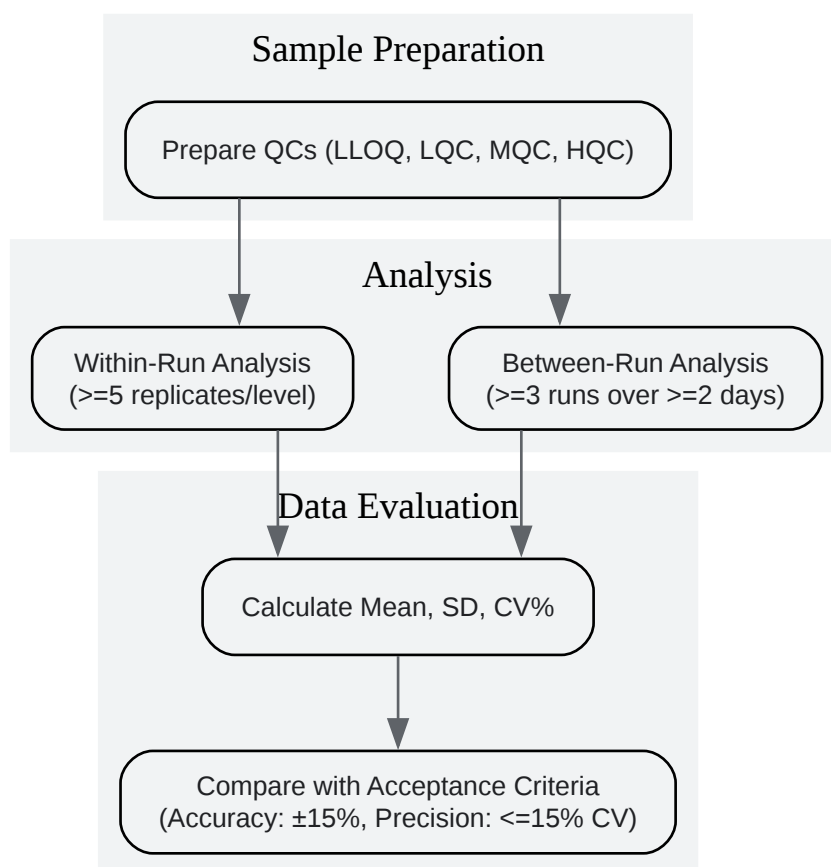 Sample Preparation
Prepare QCs (LLOQ, LQC, MQC, HQC)
Analysis
Within-Run Analysis
(>=5 replicates/level)
Between-Run Analysis
(>=3 runs over >=2 days)
Data Evaluation
Calculate Mean, SD, CV%
Compare with Acceptance Criteria
(Accuracy: ±15%, Precision: <=15% CV)